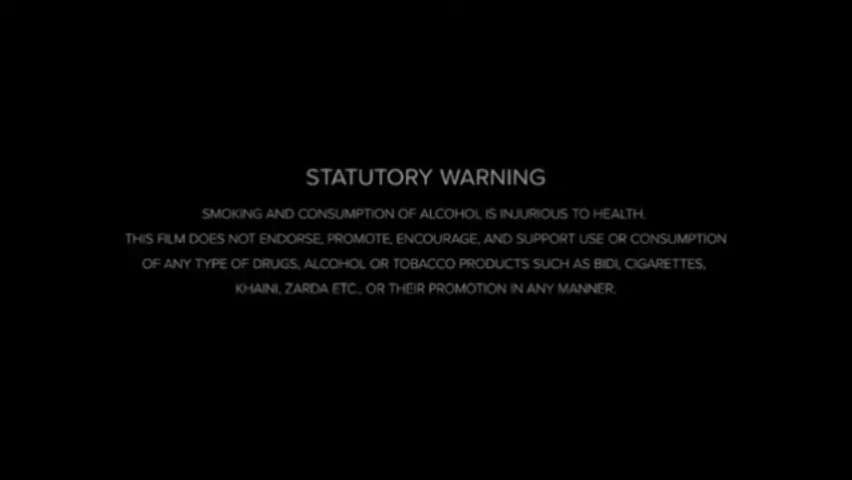 STATUTORY WARNING
SMOKING AND CONSUMPTION OF ALCOHOL IS INJURIOUS TO HEALTH.
THIS FILM DOES NOT ENDORSE, PROMOTE, ENCOURAGE, AND SUPPORT USE OR CONSUMPTION
OF ANY TYPE OF DRUGS, ALCOHOL OR TOBACCO PRODUCTS SUCH AS BIDI, CIGARETTES,
KHAINI, ZARDA ETC., OR THEIR PROMOTION IN ANY MANNER.